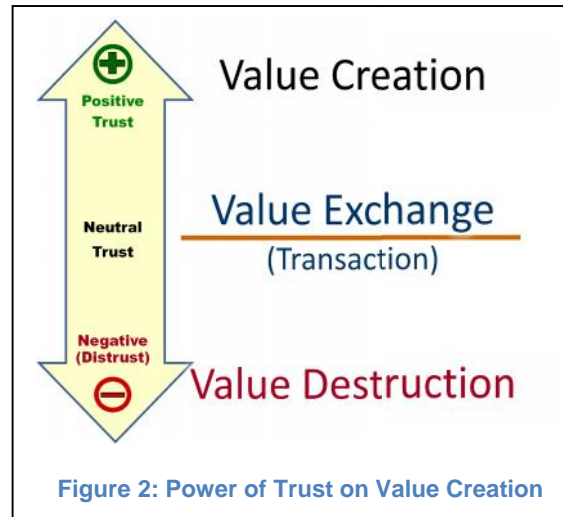 Positive
Trust
Value Creation
Neutral
Trust
Value Exchange
(Transaction)
Negative
(Distrust)
Value Destruction
Figure 2: Power of Trust on Value Creation